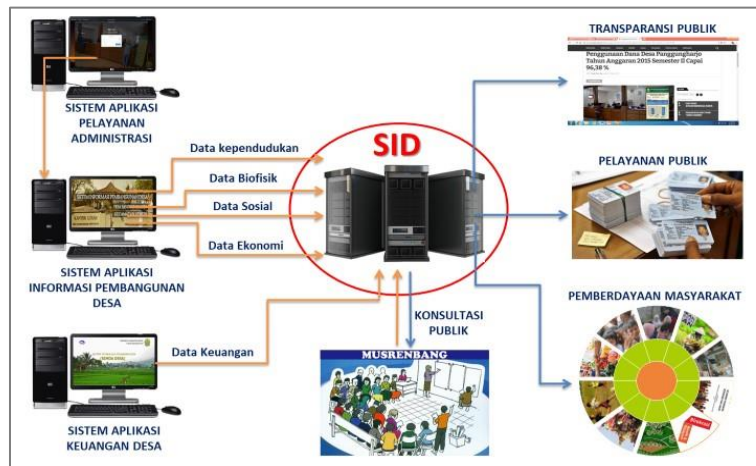 SISTEM APLIKASI
PELAYANAN
ADMINISTRASI
SISTEM APLIKASI
INFORMASI PEMBANGUNAN
DESA
SISTEM APLIKASI
KEUANGAN DESA
Data kependudukan
Data Biofisik
Data Sosial
Data Ekonomi
Data Keuangan
SID
KONSULTASI
PUBLIK
MUSRENBANG
TRANSPARANSI PUBLIK
Penggunaan Dana Desa Panggungharjo
Tahun Anggaran 2015 Semester II Capai
96,38 %
PELAYANAN PUBLIK
PEMBERDAYAAN MASYARAKAT